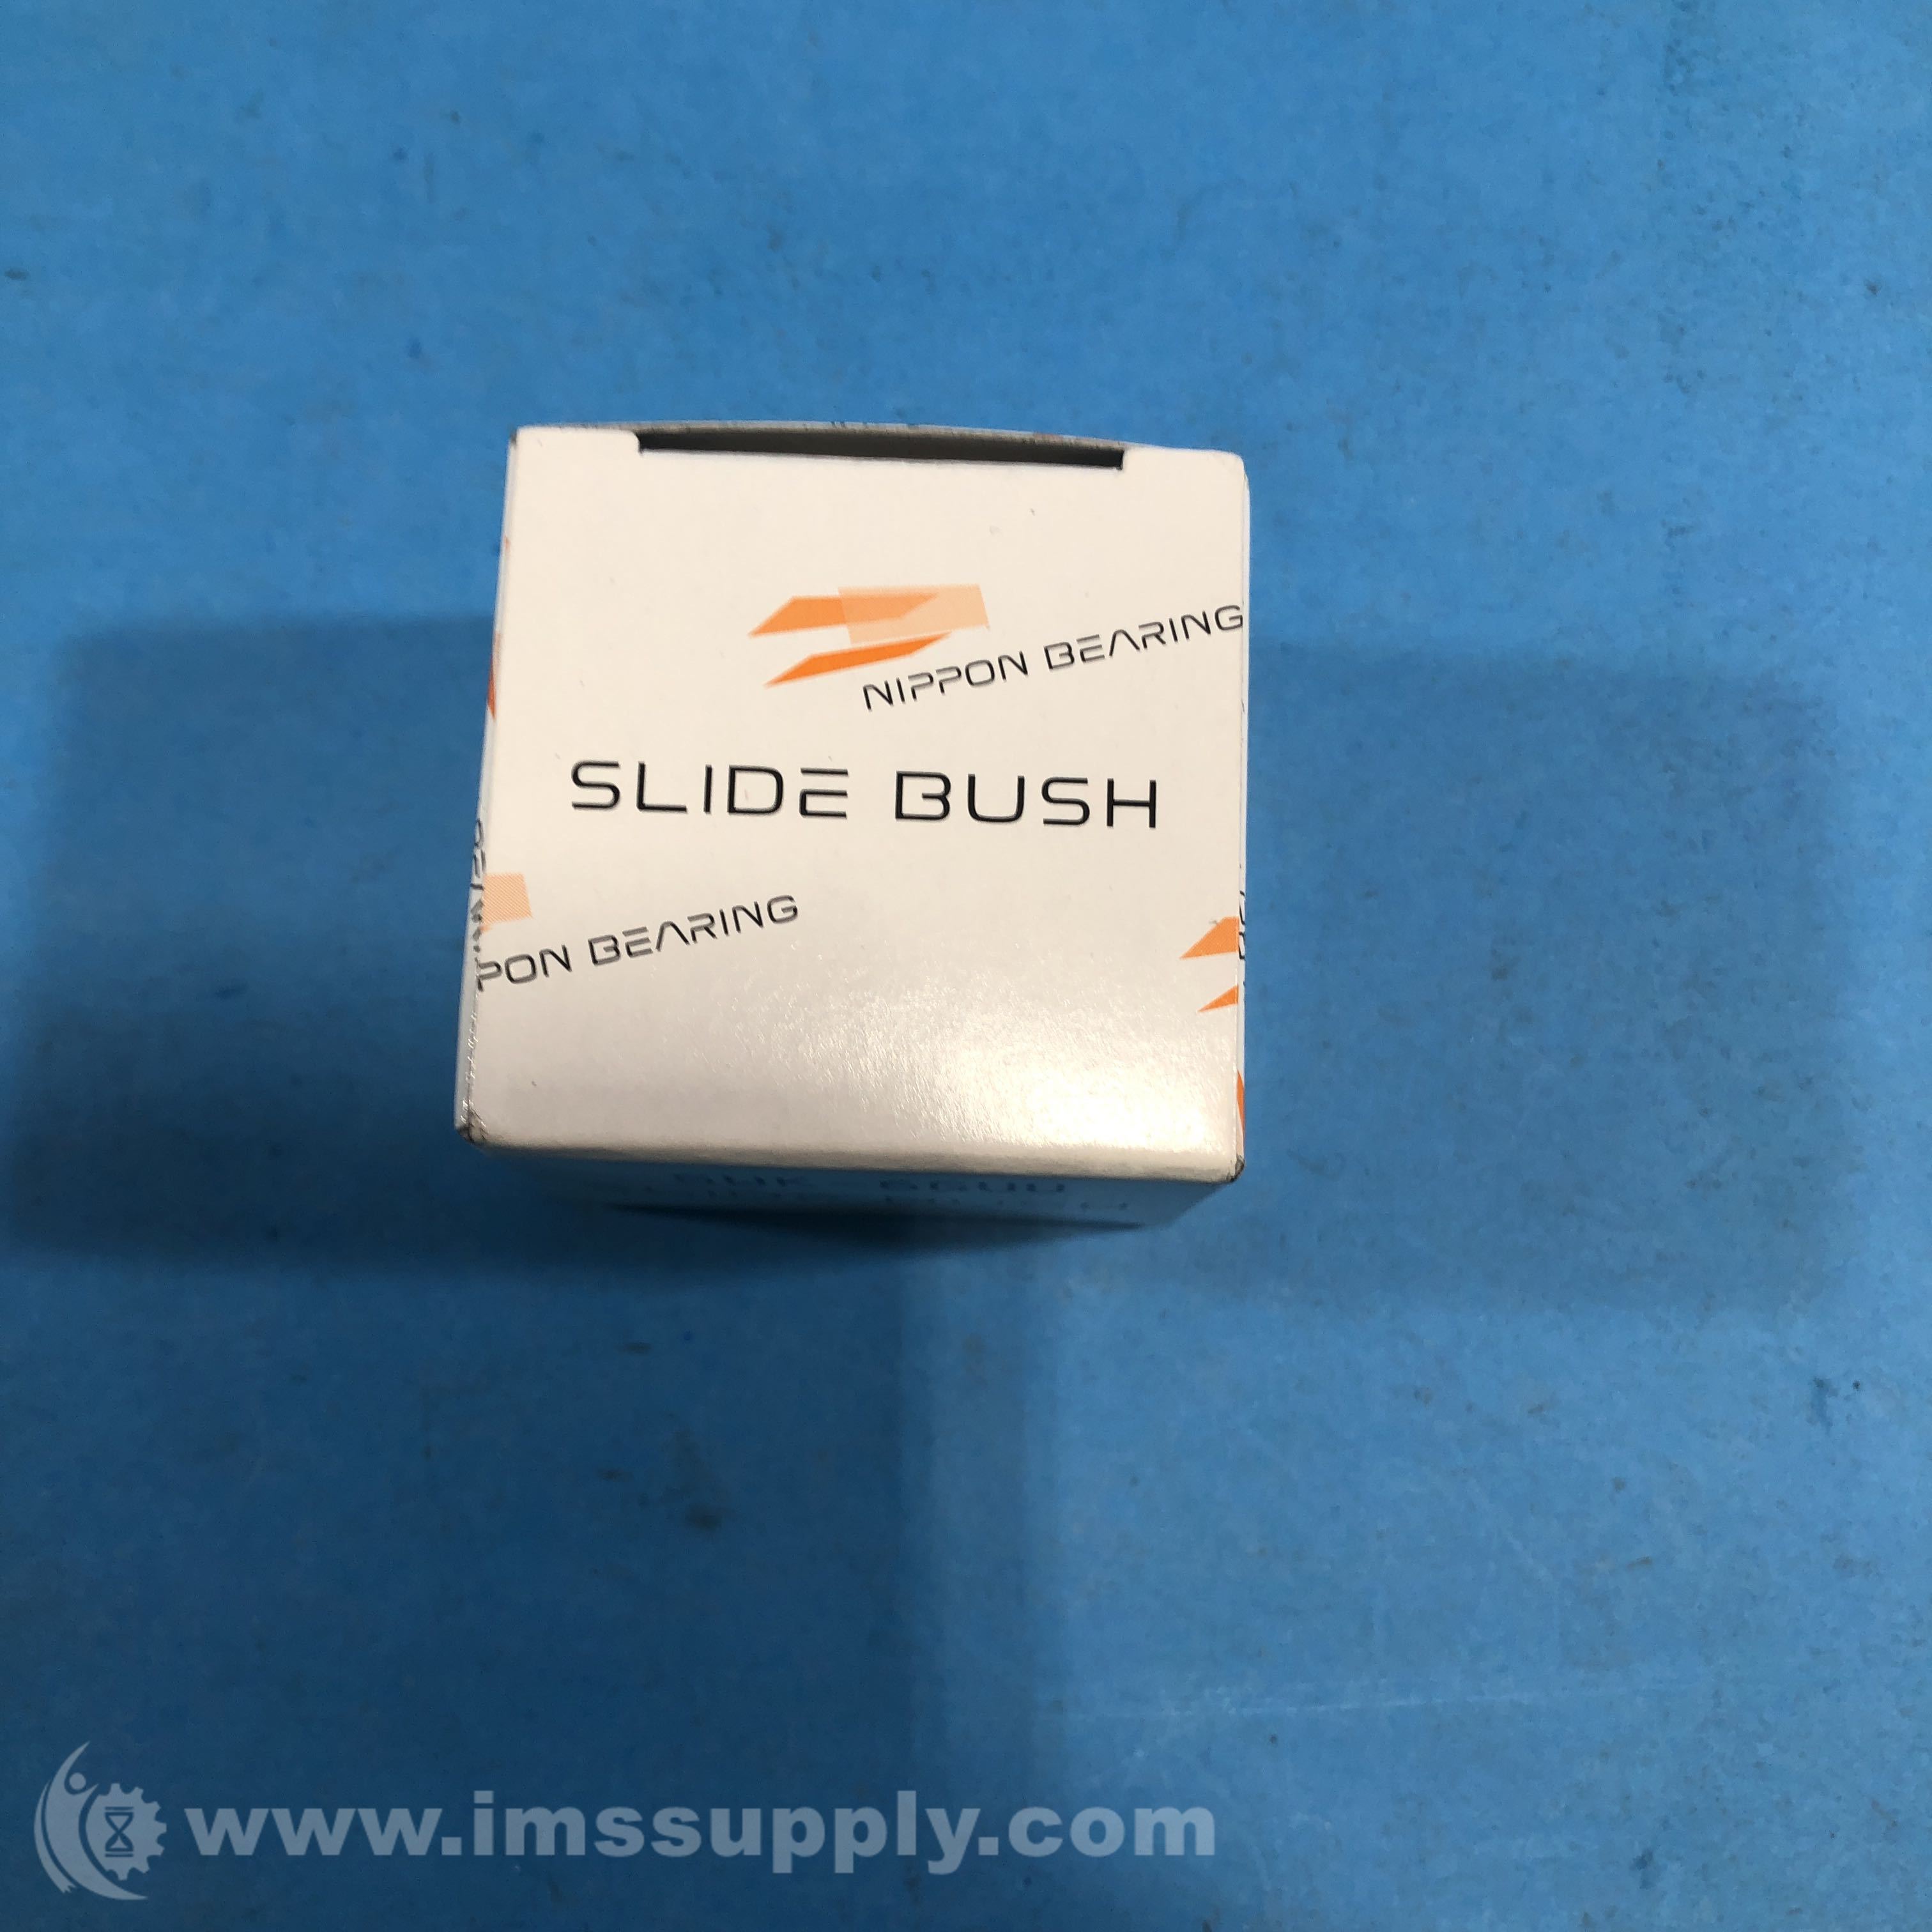 NIPPON BEARING
SLIDE BUSH
PON BEARING
www.imssupply.com